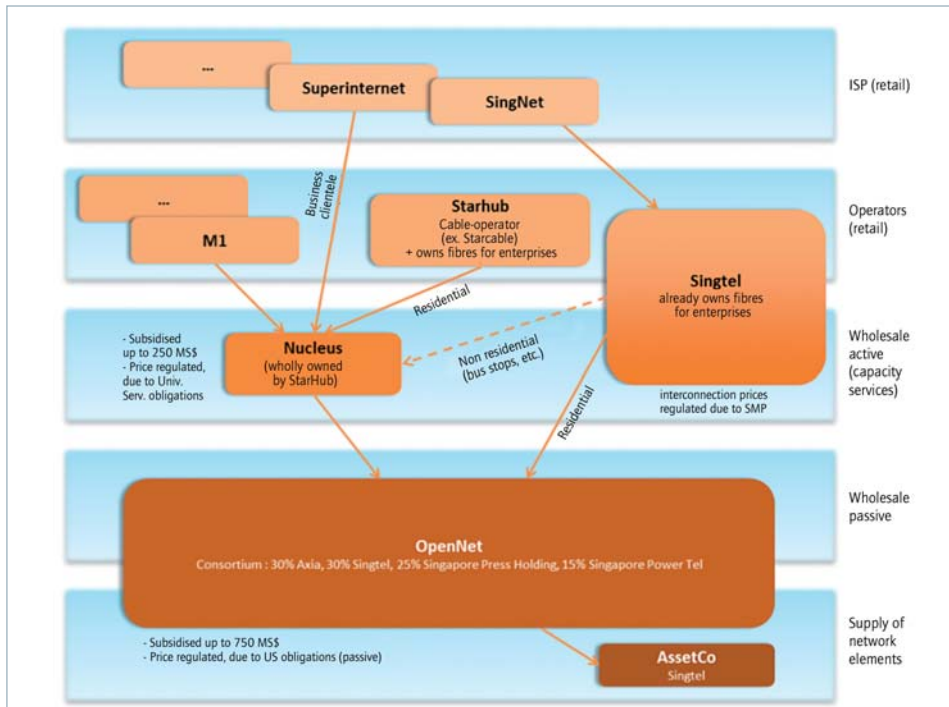 ...
Superinternet
SingNet
ISP (retail)
Business
clientele
...
M1
Starhub
Cable-operator
(ex. Starcable)
+ owns fibres for enterprises
Singtel
already owns fibres
for enterprises
Operators
(retail)
Residential
- Subsidised
up to 250 MS$
- Price regulated,
due to Univ.
Serv. obligations
Nucleus
(wholly owned
by StarHub)
Non residential
(bus stops, etc.)
Residential
interconnection prices
regulated due to SMP
Wholesale
active
(capacity
services)
Wholesale
passive
OpenNet
Consortium : 30% Axia, 30% Singtel, 25% Singapore Press Holding, 15% Singapore Power Tel
- Subsidised up to 750 MS$
- Price regulated, due to US obligations (passive)
AssetCo
Singtel
Supply of
network
elements